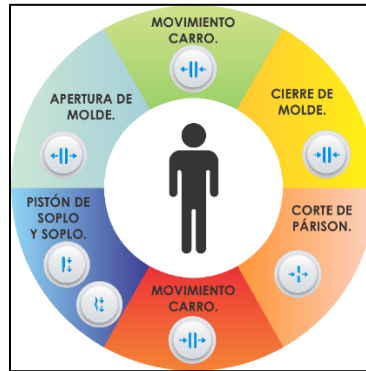 MOVIMIENTO
CARRO.
CIERRE DE
MOLDE.
CORTE DE
PÁRISON.
MOVIMIENTO
CARRO.
PISTÓN DE
SOPLO
Y SOPLO.
APERTURA DE
MOLDE.